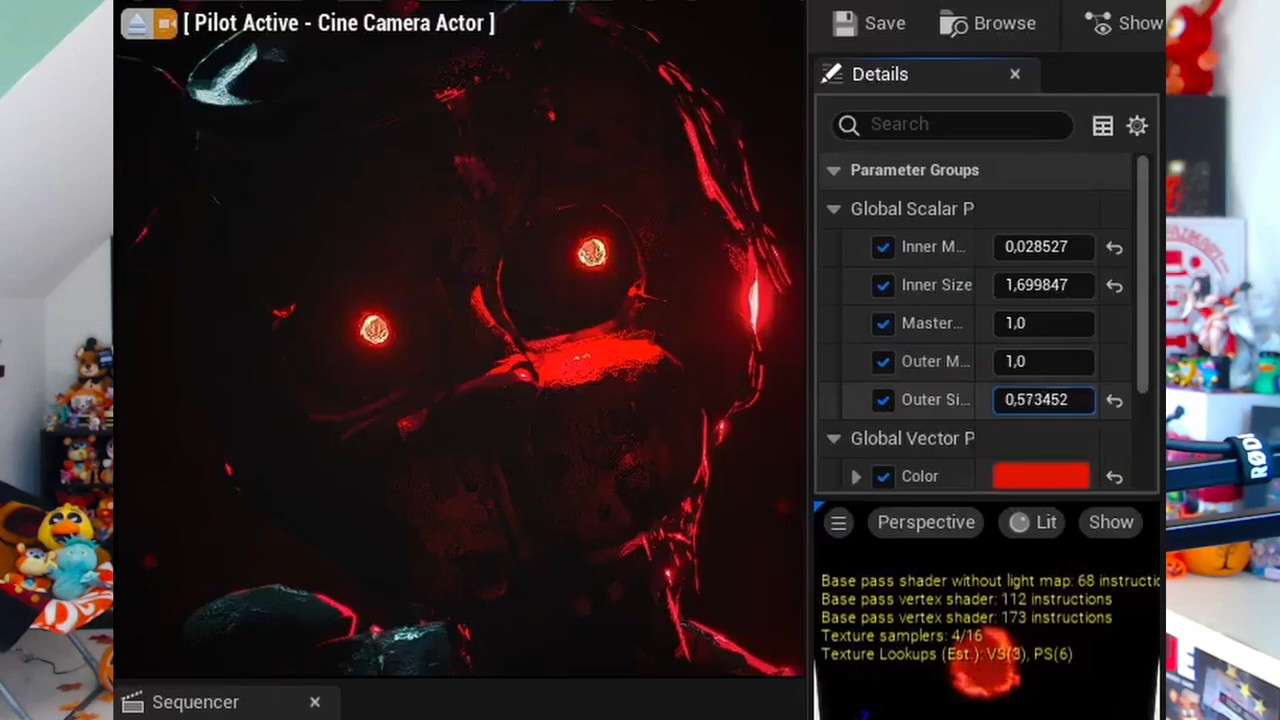 [ Pilot Active - Cine Camera Actor ]
Save
Browse
Show
Details
Search
Parameter Groups
Global Scalar P
Inner M...
0,028527
Inner Size
1,699847
Master...
1,0
Outer M...
1,0
Outer Si...
0,573452
Global Vector P
Color
Perspective
Lit
Show
Base pass shader without light map: 68 instructic
Base pass vertex shader: 112 instructions
Base pass vertex shader: 173 instructions
Texture samplers: 4/16
Texture Lookups (Est.): VS(3), PS(6)
Sequencer
RØDE